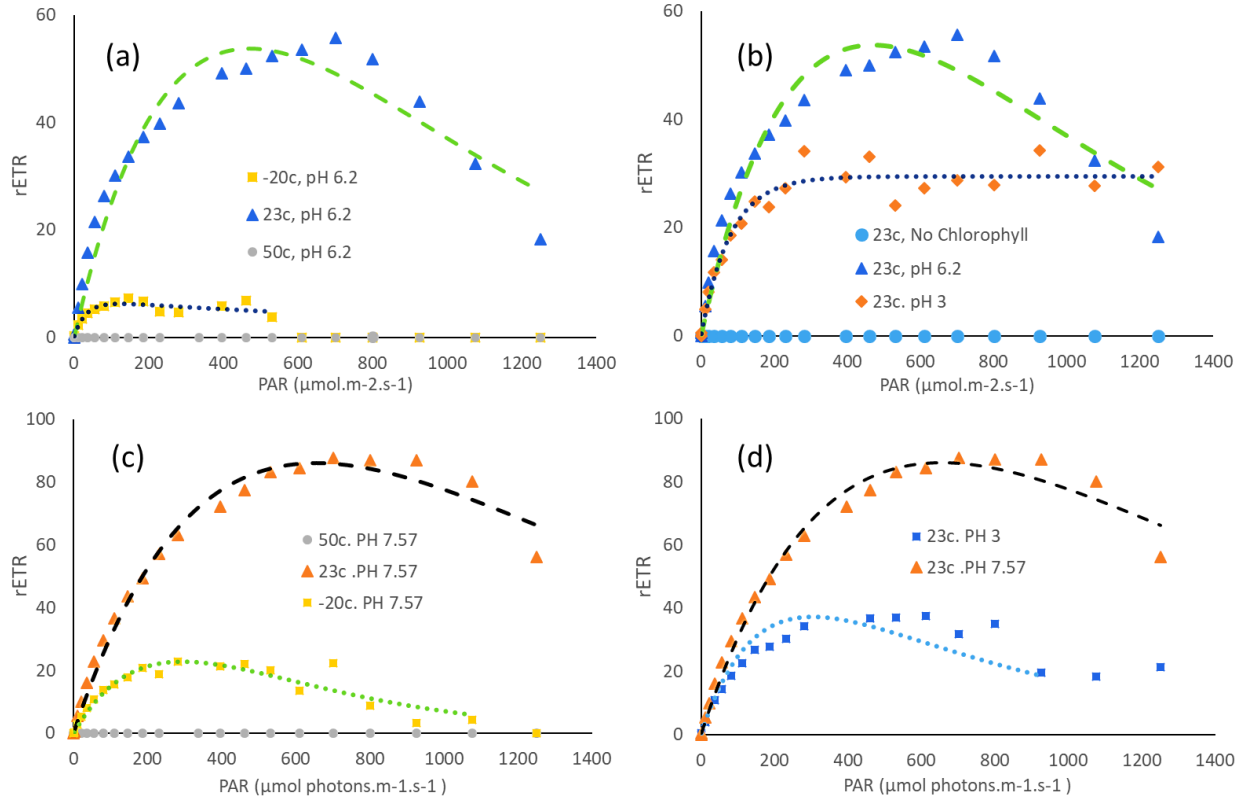 (a)
60
40
20
0
rETR
-20c, pH 6.2
23c, pH 6.2
50c, pH 6.2
0 200 400 600 800 1000 1200 1400
PAR (μmol.m-2.s-1)
(b)
60
40
20
0
rETR
23c, No Chlorophyll
23c, pH 6.2
23c. pH 3
0 200 400 600 800 1000 1200 1400
PAR (μmol.m-2.s-1)
(c)
100
80
60
40
20
0
rETR
50c. PH 7.57
23c .PH 7.57
-20c. PH 7.57
0 200 400 600 800 1000 1200 1400
PAR (μmol photons.m-1.s-1 )
(d)
100
80
60
40
20
0
rETR
23c. PH 3
23c .PH 7.57
0 200 400 600 800 1000 1200 1400
PAR (μmol photons.m-1.s-1 )